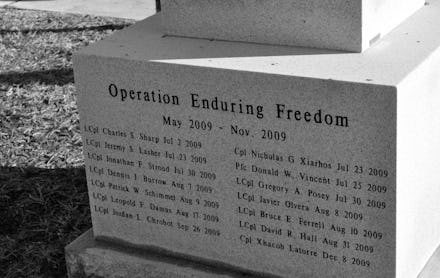 Operation Enduring Freedom
May 2009 - Nov. 2009
LCpl Charles S Sharp Jul 2 2009
LCpl Jeremy S Lasher Jul 23 2009
LCpl Jonathan F Stroud Jul 30 2009
LCpl Dennis J Burrow Aug 7 2009
LCpl Patrick W Schimmel Aug 9 2009
LCpl Leopold F Damas Aug 17 2009
LCpl Jordan L Chrobot Sep 26 2009
Cpl Nicholas G Xiarhos Jul 23 2009
Pfc Donald W. Vincent Jul 25 2009
LCpl Gregory A Posey Jul 30 2009
LCpl Javier Olvera Aug 8 2009
LCpl Bruce E Ferrell Aug 10 2009
LCpl David R Hall Aug 31 2009
Cpl Xhacob Latorre Dec 8 2009